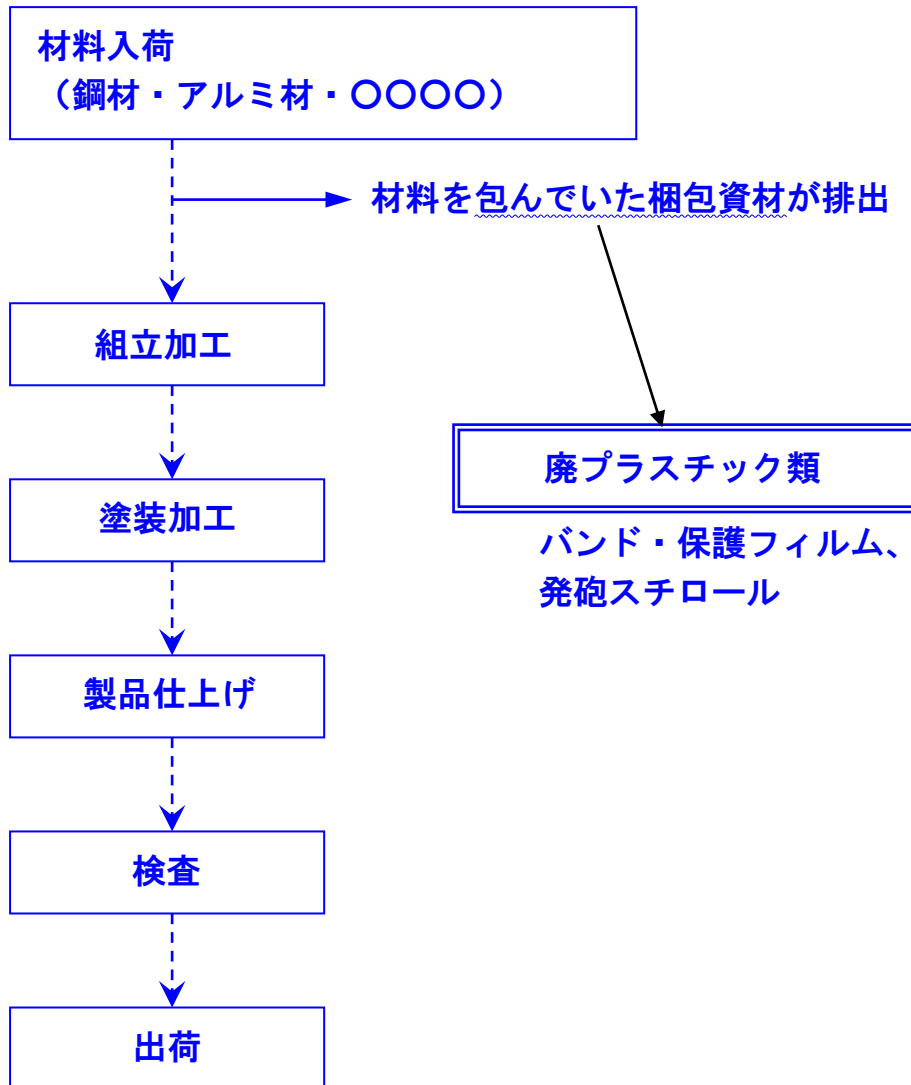 材料入荷
（鋼材・アルミ材・〇〇〇〇）
材料を包んでいた梱包資材が排出
組立加工
廃プラスチック類
塗装加工
バンド・保護フィルム、
発砲スチロール
製品仕上げ
検査
出荷